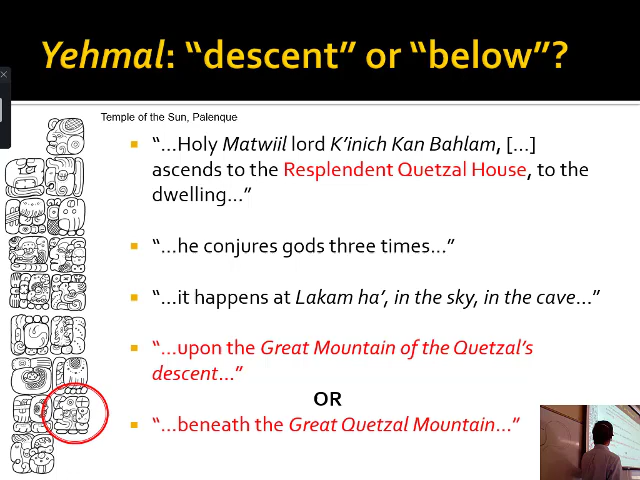 Yehmal: “descent” or “below”?
Temple of the Sun, Palenque
“…Holy Matwiil lord K’inich Kan Bahlam, […]
ascends to the Resplendent Quetzal House, to the
dwelling…”
“…he conjures gods three times…”
“…it happens at Lakam ha’, in the sky, in the cave…”
“…upon the Great Mountain of the Quetzal’s
descent…”
OR
“…beneath the Great Quetzal Mountain…”